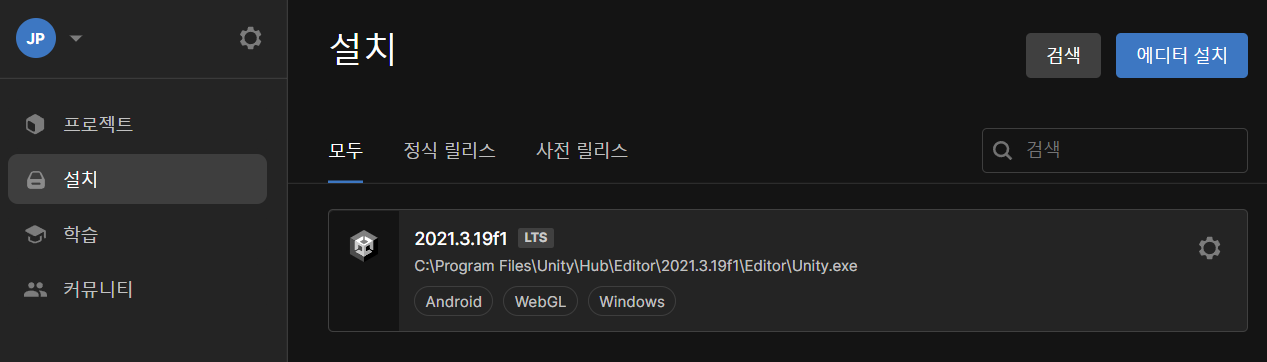 JP
프로젝트
설치
학습
커뮤니티
설치
검색
에디터 설치
모두
정식 릴리스
사전 릴리스
검색
2021.3.19f1 LTS
C:\Program Files\Unity\Hub\Editor\2021.3.19f1\Editor\Unity.exe
Android
WebGL
Windows